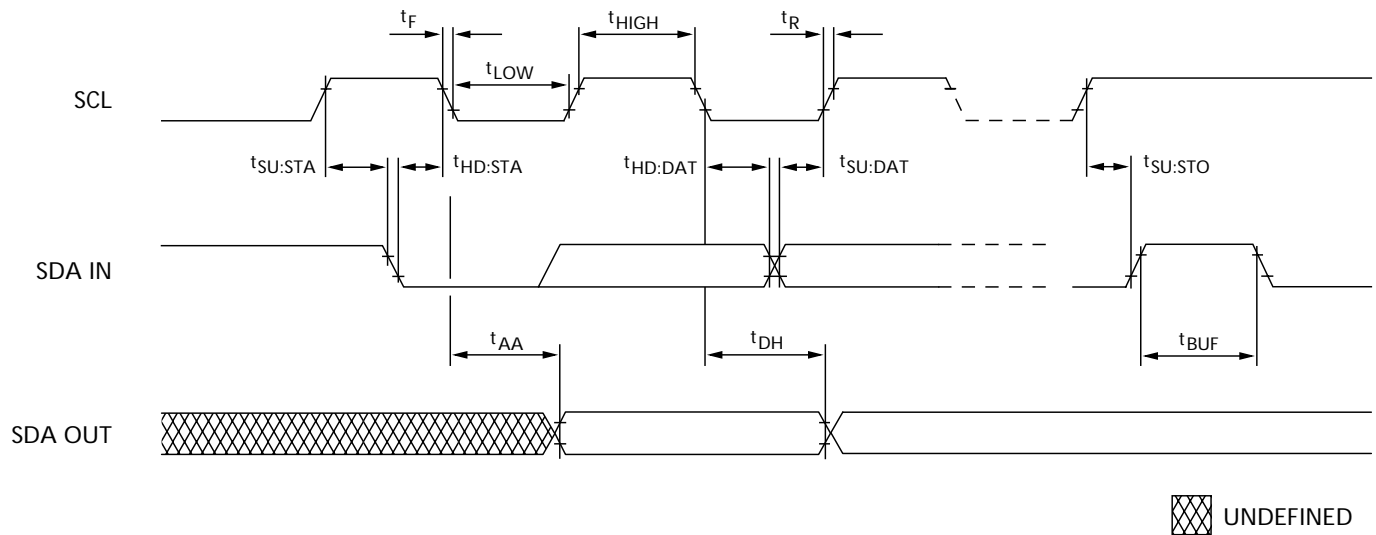 tF
tHIGH
tR
tLOW
SCL
tSU:STA
tHD:STA
tHD:DAT
tSU:DAT
tSU:STO
SDA IN
tAA
tDH
tBUF
SDA OUT
UNDEFINED